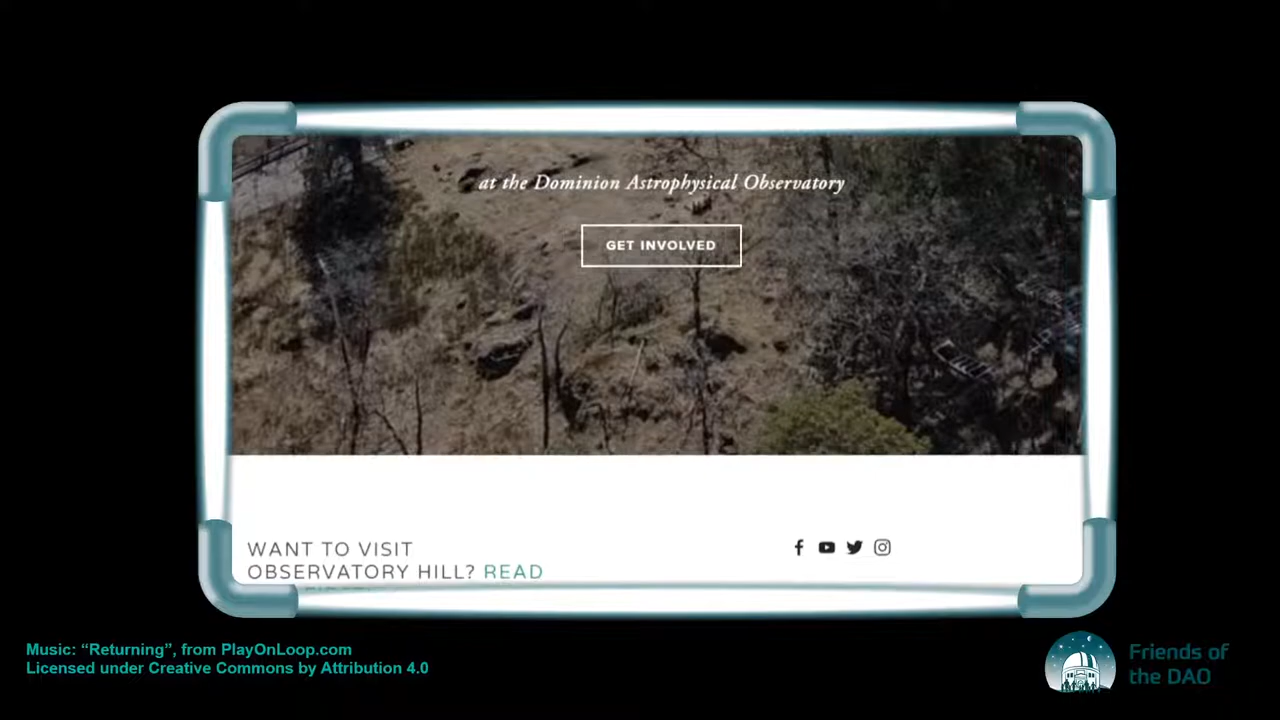 at the Dominion Astrophysical Observatory
GET INVOLVED
WANT TO VISIT
OBSERVATORY HILL? READ
Music: “Returning”, from PlayOnLoop.com
Licensed under Creative Commons by Attribution 4.0
Friends of
the DAO